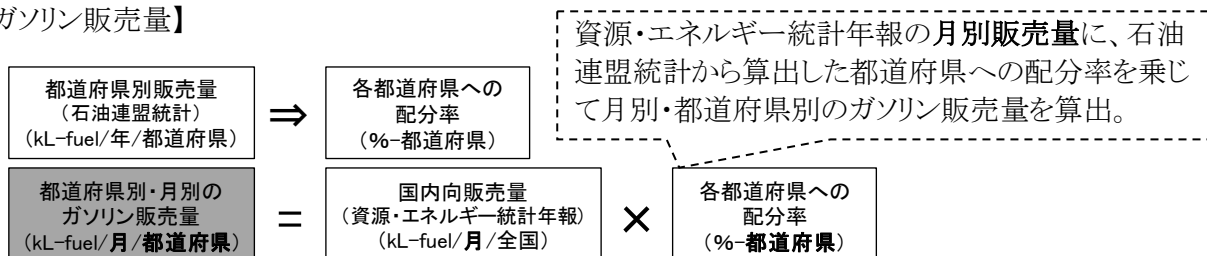 ガソリン販売量】
資源・エネルギー統計年報の月別販売量に、石油
連盟統計から算出した都道府県への配分率を乗じ
て月別・都道府県別のガソリン販売量を算出。
都道府県別販売量
(石油連盟統計)
(kL-fuel/年/都道府県)
⇒
各都道府県への
配分率
(%-都道府県)
都道府県別・月別の
ガソリン販売量
(kL-fuel/月/都道府県)
=
国内向販売量
(資源・エネルギー統計年報)
(kL-fuel/月/全国)
×
各都道府県への
配分率
(%-都道府県)